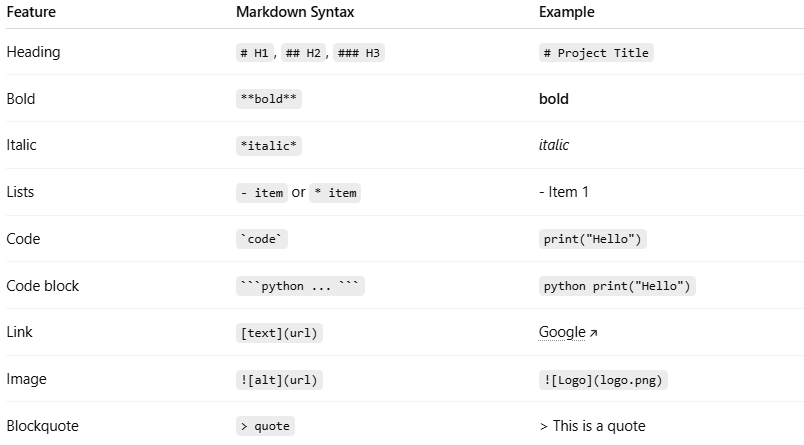 Feature Markdown Syntax Example
Heading # H1, ## H2, ### H3 # Project Title
Bold **bold** bold
Italic *italic* italic
Lists - item or * item - Item 1
Code `code` print("Hello")
Code block ```python ... ``` python print("Hello")
Link [text](url) Google ↗
Image ![alt](url) ![Logo](logo.png)
Blockquote > quote > This is a quote